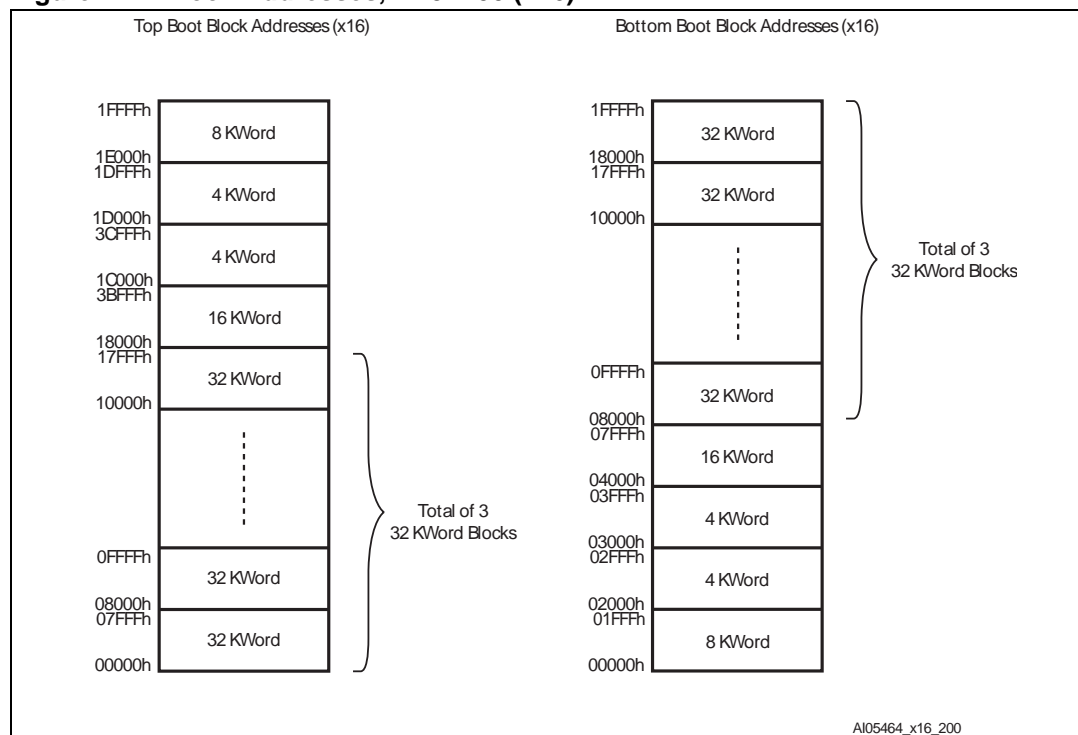 Top Boot Block Addresses (x16)
1FFFFh
8 KWord
1E000h
1DFFFh
4 KWord
1D000h
3CFFFh
4 KWord
1C000h
3BFFFh
16 KWord
18000h
17FFFh
32 KWord
10000h
Total of 3
32 KWord Blocks
0FFFFh
32 KWord
08000h
07FFFh
32 KWord
00000h
Bottom Boot Block Addresses (x16)
1FFFFh
32 KWord
18000h
17FFFh
32 KWord
10000h
Total of 3
32 KWord Blocks
0FFFFh
32 KWord
08000h
07FFFh
16 KWord
04000h
03FFFh
4 KWord
03000h
02FFFh
4 KWord
02000h
01FFFh
8 KWord
00000h
AI05464_x16_200